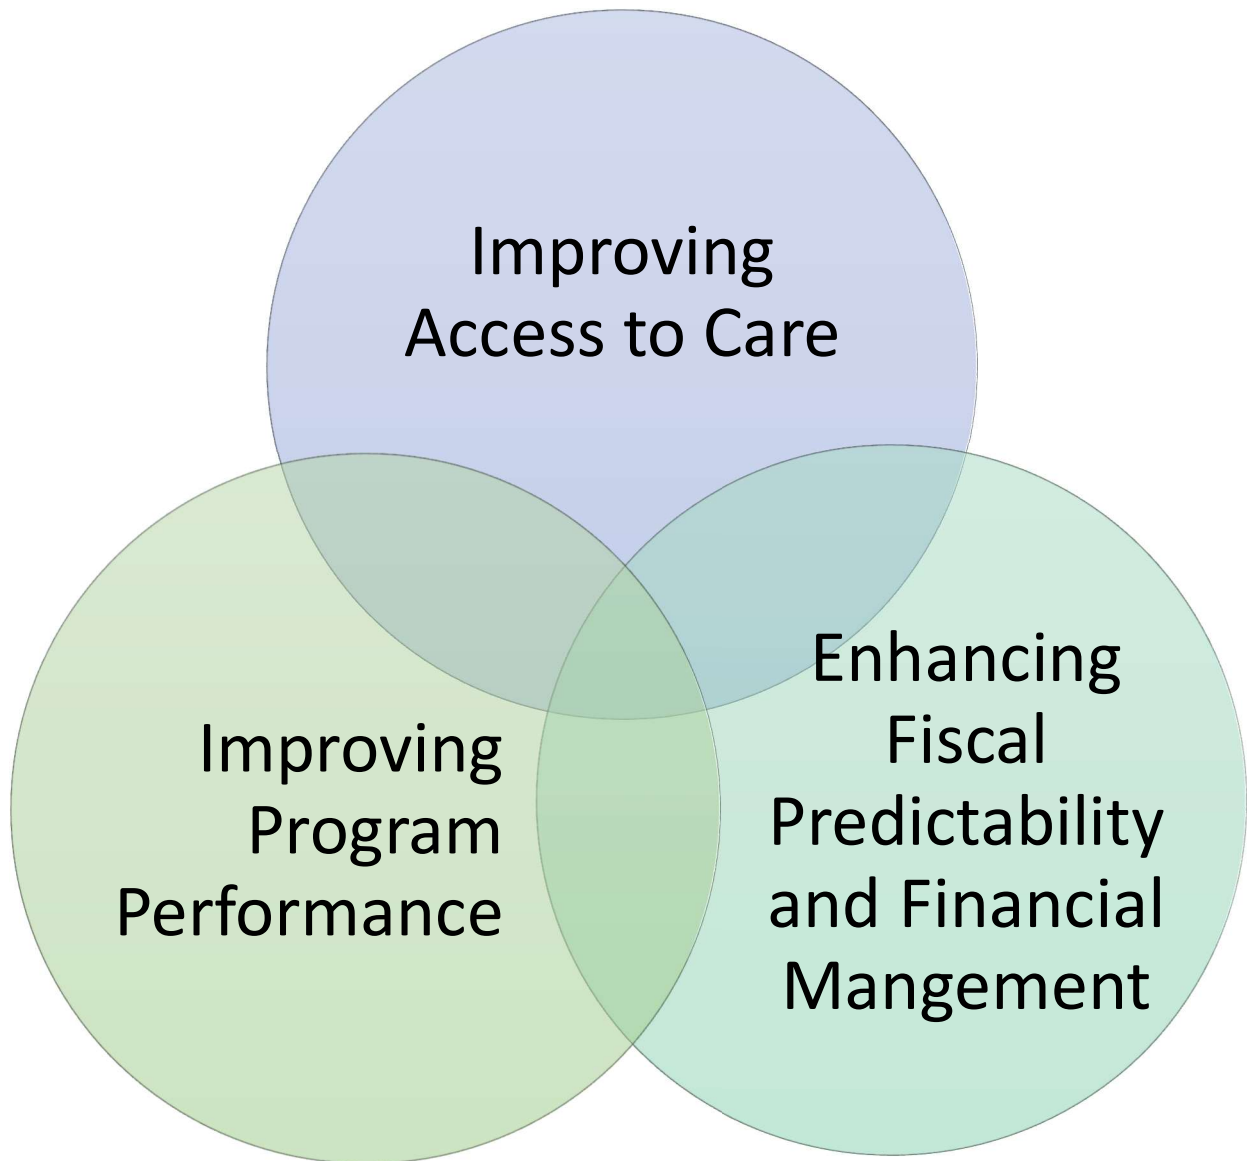 Improving
Access to Care
Improving
Program
Performance
Enhancing
Fiscal
Predictability
and Financial
Mangement